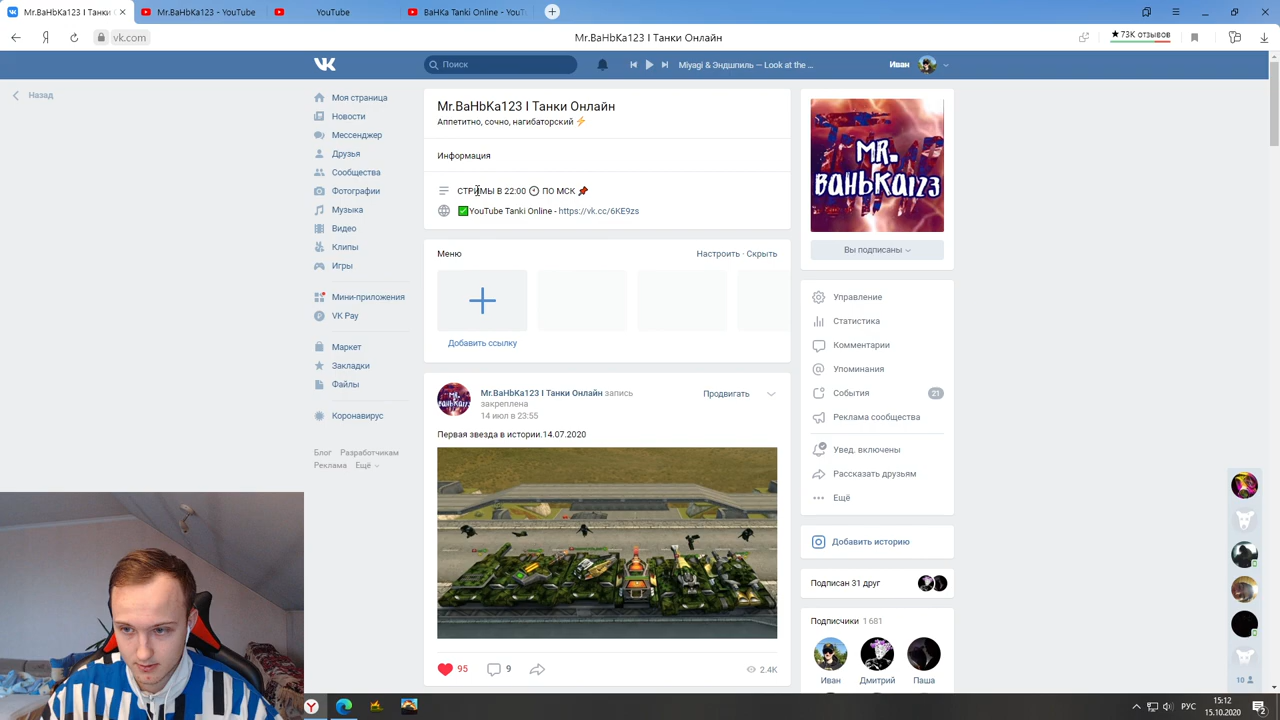 Mr.BaHbKa123 I Танки
Mr.BaHbKa123 - YouTube
YouTube
BaHKa Tanki Online - YouTu
vk.com
Mr.BaHbKa123 I Танки Онлайн
★73K отзывов
Поиск
Miyagi & Эндшпиль — Look at the ...
Иван
Назад
Моя страница
Новости
Мессенджер
Друзья
Сообщества
Фотографии
Музыка
Видео
Клипы
Игры
Мини-приложения
VK Pay
Маркет
Закладки
Файлы
Коронавирус
Блог Разработчикам
Реклама Ещё
Mr.BaHbKa123 I Танки Онлайн
Аппетитно, сочно, нагибаторский ⚡
Информация
СТРИМЫ В 22:00 🕙 ПО МСК 📌
✅YouTube Tanki Online - https://vk.cc/6KE9zs
Меню
Настроить · Скрыть
Добавить ссылку
Mr.BaHbKa123 I Танки Онлайн запись
закреплена
14 июл в 23:55
Продвигать
Первая звезда в истории.14.07.2020
95
9
2.4K
MR.
ВАНЬКА123
Вы подписаны
Управление
Статистика
Комментарии
Упоминания
События 21
Реклама сообщества
Увед. включены
Рассказать друзьям
Ещё
Добавить историю
Подписан 31 друг
Подписчики 1 681
Иван Дмитрий Паша
10
РУС
15:12
15.10.2020
2